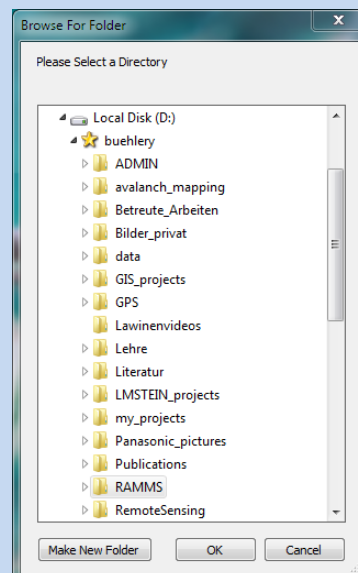 Browse For Folder
x
Please Select a Directory
Local Disk (D:)
buehlery
ADMIN
avalanch_mapping
Betreute_Arbeiten
Bilder_privat
data
GIS_projects
GPS
Lawinenvideos
Lehre
Literatur
LMSTEIN_projects
my_projects
Panasonic_pictures
Publications
RAMMS
RemoteSensing
Make New Folder OK Cancel